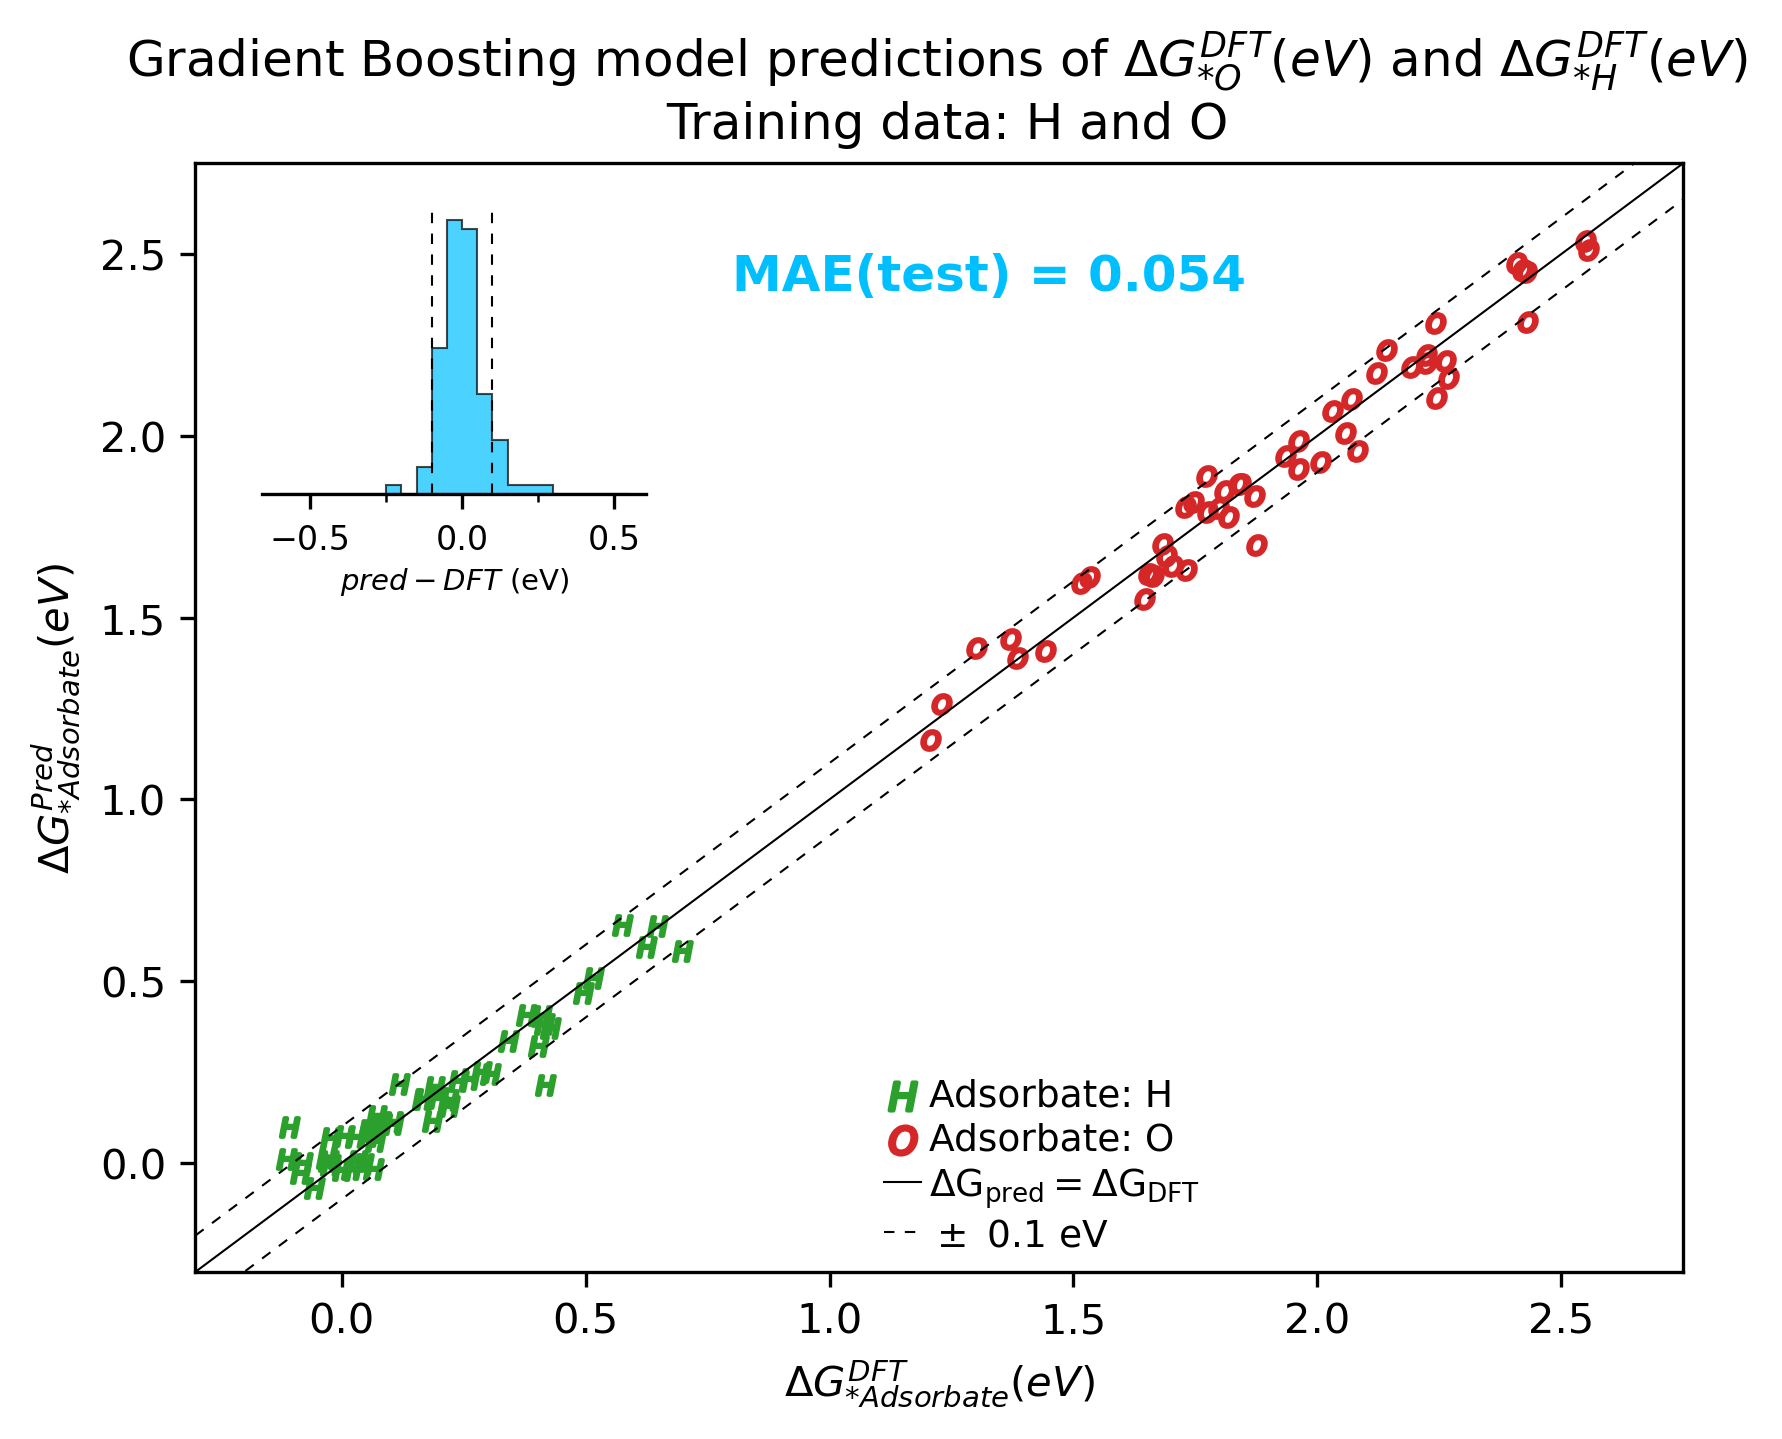 Gradient Boosting model predictions of ΔG*O^DFT(eV) and ΔG*H^DFT(eV)
Training data: H and O
MAE(test) = 0.054
−0.5 0.0 0.5
pred − DFT (eV)
2.5
2.0
1.5
1.0
0.5
0.0
ΔG*Adsorbate^Pred(eV)
H Adsorbate: H
O Adsorbate: O
ΔGpred = ΔGDFT
± 0.1 eV
0.0 0.5 1.0 1.5 2.0 2.5
ΔG*Adsorbate^DFT(eV)